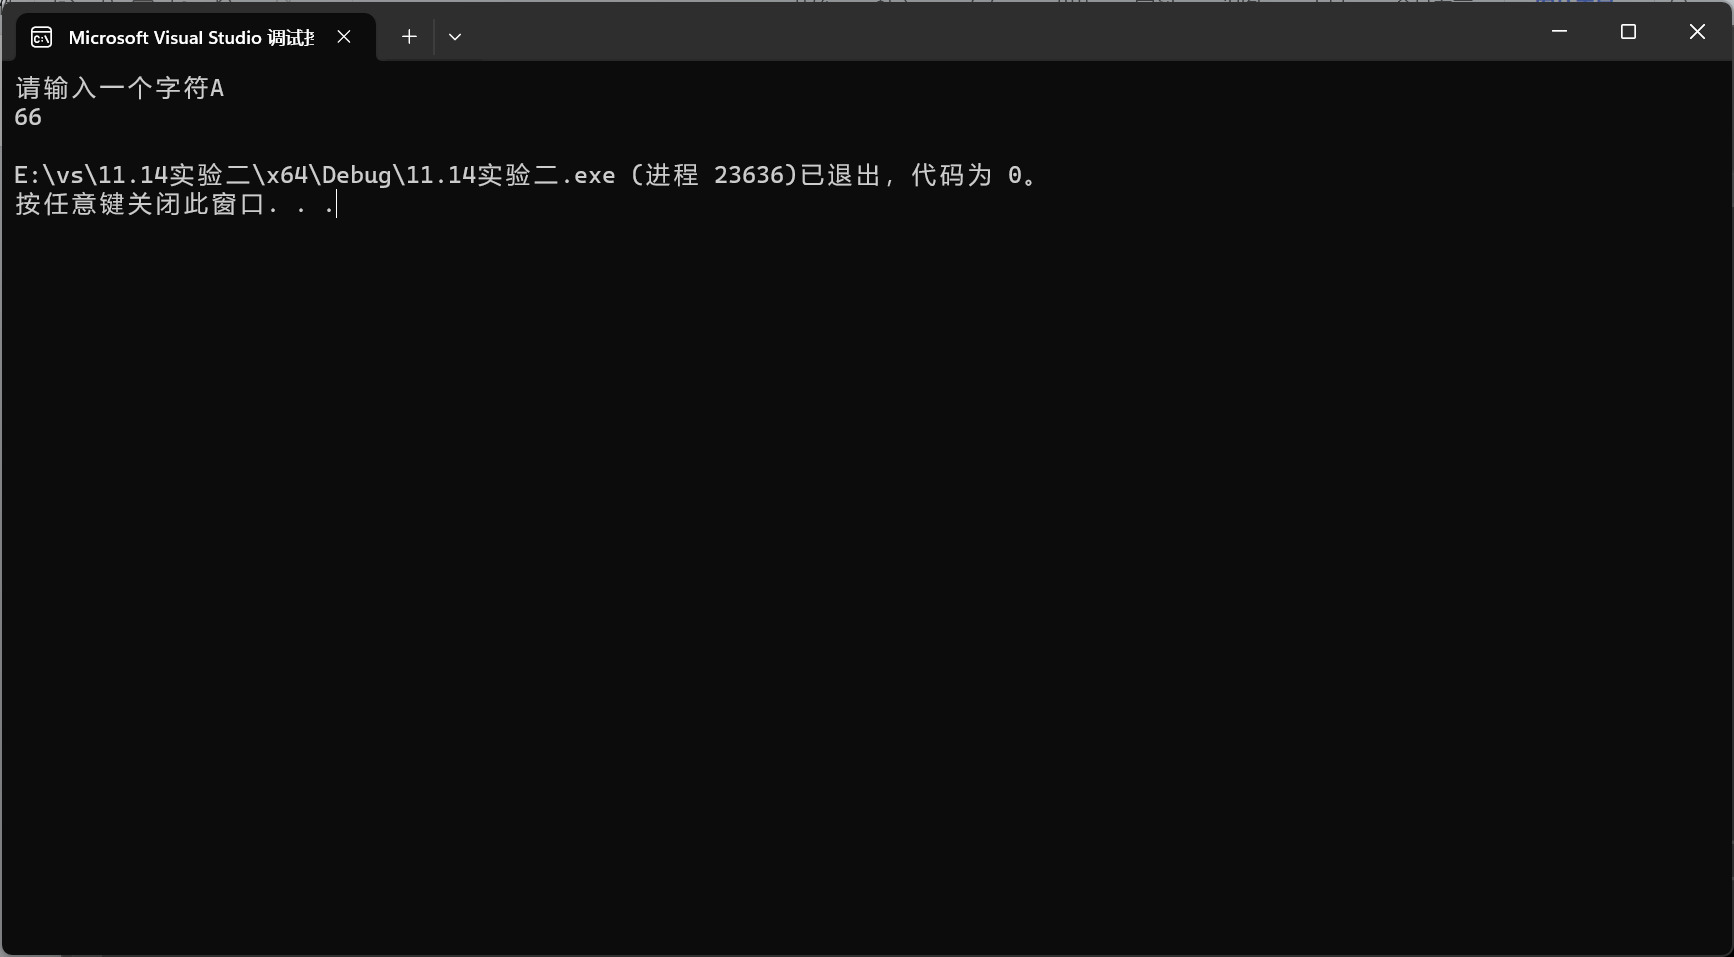 Microsoft Visual Studio 调试
请输入一个字符A
66
E:\vs\11.14实验二\x64\Debug\11.14实验二.exe (进程 23636)已退出，代码为 0。
按任意键关闭此窗口. . .